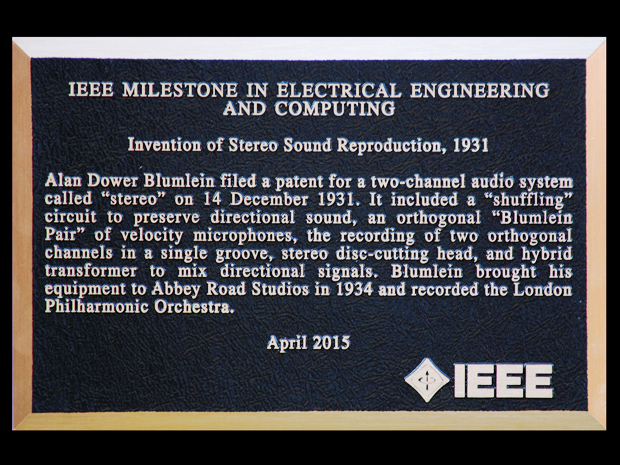 IEEE MILESTONE IN ELECTRICAL ENGINEERING
AND COMPUTING
Invention of Stereo Sound Reproduction, 1931
Alan Dower Blumlein filed a patent for a two-channel audio system
called “stereo” on 14 December 1931. It included a “shuffling”
circuit to preserve directional sound, an orthogonal “Blumlein
Pair” of velocity microphones, the recording of two orthogonal
channels in a single groove, stereo disc-cutting head, and hybrid
transformer to mix directional signals. Blumlein brought his
equipment to Abbey Road Studios in 1934 and recorded the London
Philharmonic Orchestra.
April 2015
IEEE